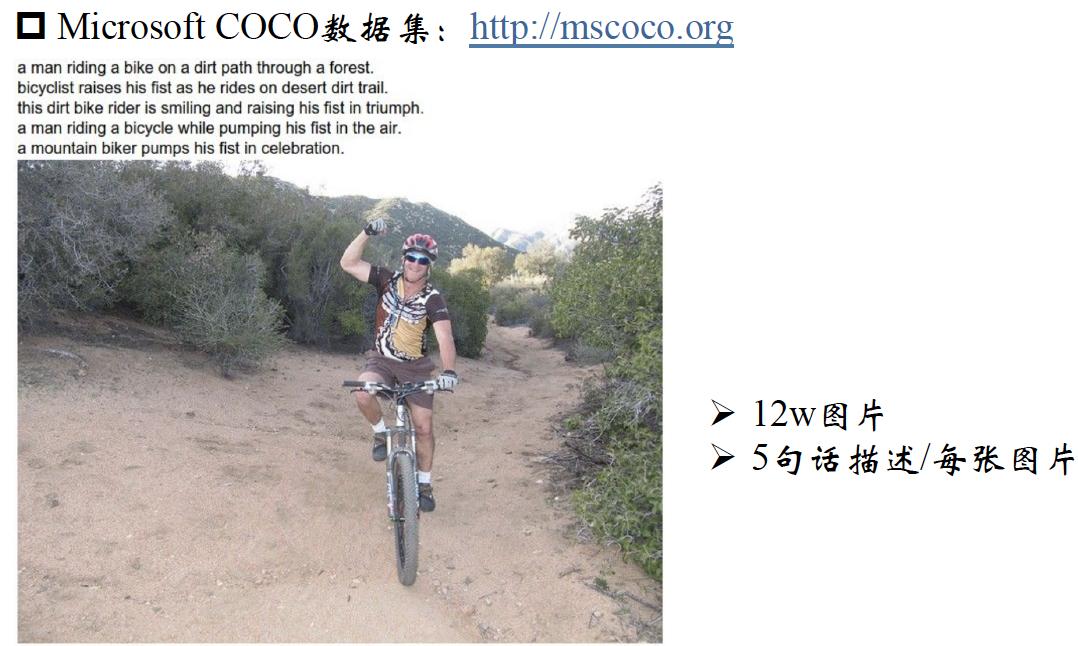 Microsoft COCO数据集：http://mscoco.org
a man riding a bike on a dirt path through a forest.
bicyclist raises his fist as he rides on desert dirt trail.
this dirt bike rider is smiling and raising his fist in triumph.
a man riding a bicycle while pumping his fist in the air.
a mountain biker pumps his fist in celebration.
12w图片
5句话描述/每张图片